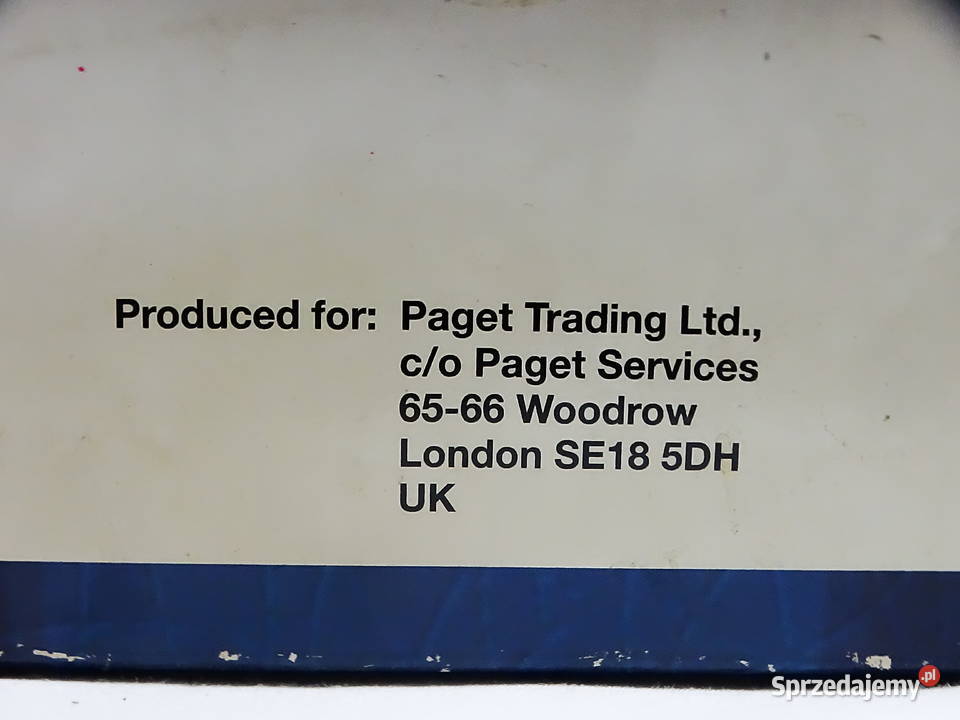 Produced for: Paget Trading Ltd.,
c/o Paget Services
65-66 Woodrow
London SE18 5DH
UK
Sprzedajemy.pl